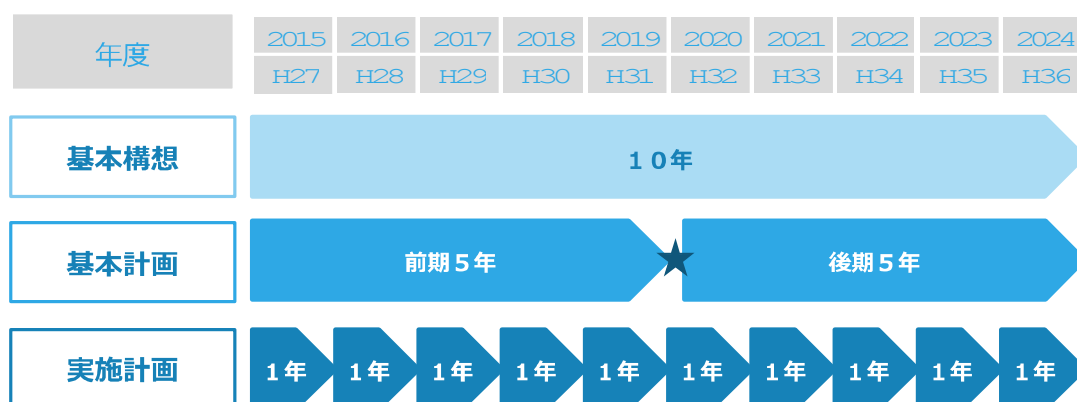 年度
2015 2016 2017 2018 2019 2020 2021 2022 2023 2024
H27 H28 H29 H30 H31 H32 H33 H34 H35 H36
基本構想
10年
基本計画
前期5年
後期5年
実施計画
1年 1年 1年 1年 1年 1年 1年 1年 1年 1年